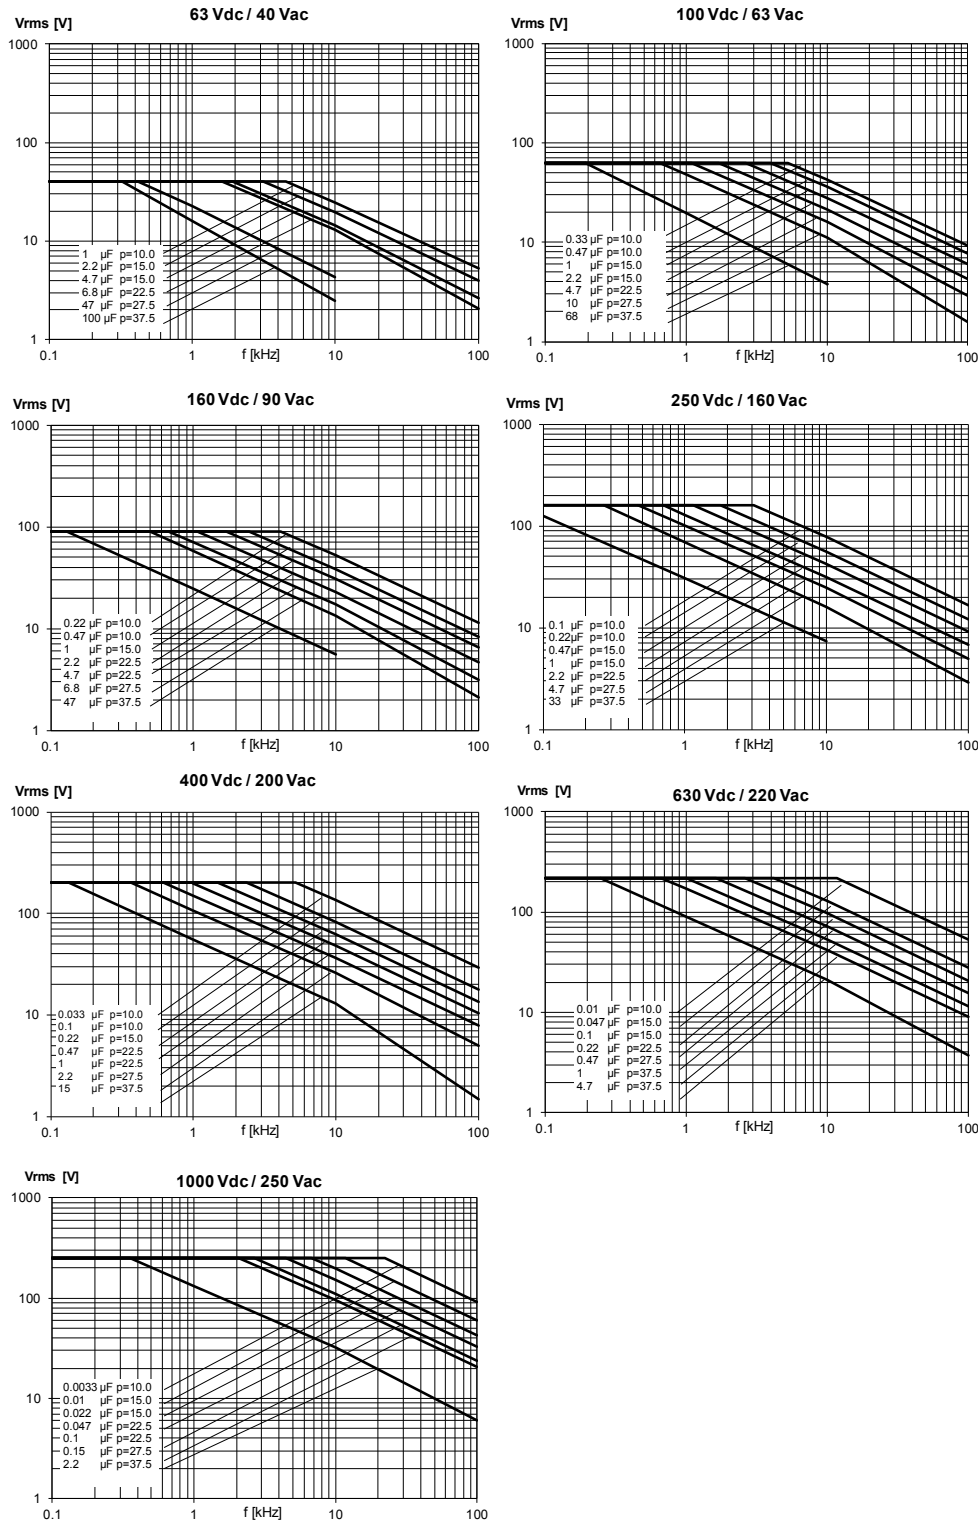 63 Vdc / 40 Vac
Vrms [V]
1000
100
10
1
1 µF p=10.0
2.2 µF p=15.0
4.7 µF p=15.0
6.8 µF p=22.5
47 µF p=27.5
100 µF p=37.5
0.1 1 10 100
f [kHz]
100 Vdc / 63 Vac
Vrms [V]
1000
100
10
1
0.33 µF p=10.0
0.47 µF p=10.0
1 µF p=15.0
2.2 µF p=15.0
4.7 µF p=22.5
10 µF p=27.5
68 µF p=37.5
0.1 1 10 100
f [kHz]
160 Vdc / 90 Vac
Vrms [V]
1000
100
10
1
0.22 µF p=10.0
0.47 µF p=10.0
1 µF p=15.0
2.2 µF p=22.5
4.7 µF p=22.5
6.8 µF p=27.5
47 µF p=37.5
0.1 1 10 100
f [kHz]
250 Vdc / 160 Vac
Vrms [V]
1000
100
10
1
0.1 µF p=10.0
0.22µF p=10.0
0.47µF p=15.0
1 µF p=15.0
2.2 µF p=22.5
4.7 µF p=27.5
33 µF p=37.5
0.1 1 10 100
f [kHz]
400 Vdc / 200 Vac
Vrms [V]
1000
100
10
1
0.033 µF p=10.0
0.1 µF p=10.0
0.22 µF p=15.0
0.47 µF p=22.5
1 µF p=22.5
2.2 µF p=27.5
15 µF p=37.5
0.1 1 10 100
f [kHz]
630 Vdc / 220 Vac
Vrms [V]
1000
100
10
1
0.01 µF p=10.0
0.047 µF p=15.0
0.1 µF p=15.0
0.22 µF p=22.5
0.47 µF p=27.5
1 µF p=37.5
4.7 µF p=37.5
0.1 1 10 100
f [kHz]
1000 Vdc / 250 Vac
Vrms [V]
1000
100
10
1
0.0033 µF p=10.0
0.01 µF p=15.0
0.022 µF p=15.0
0.047 µF p=22.5
0.1 µF p=22.5
0.15 µF p=27.5
2.2 µF p=37.5
0.1 1 10 100
f [kHz]